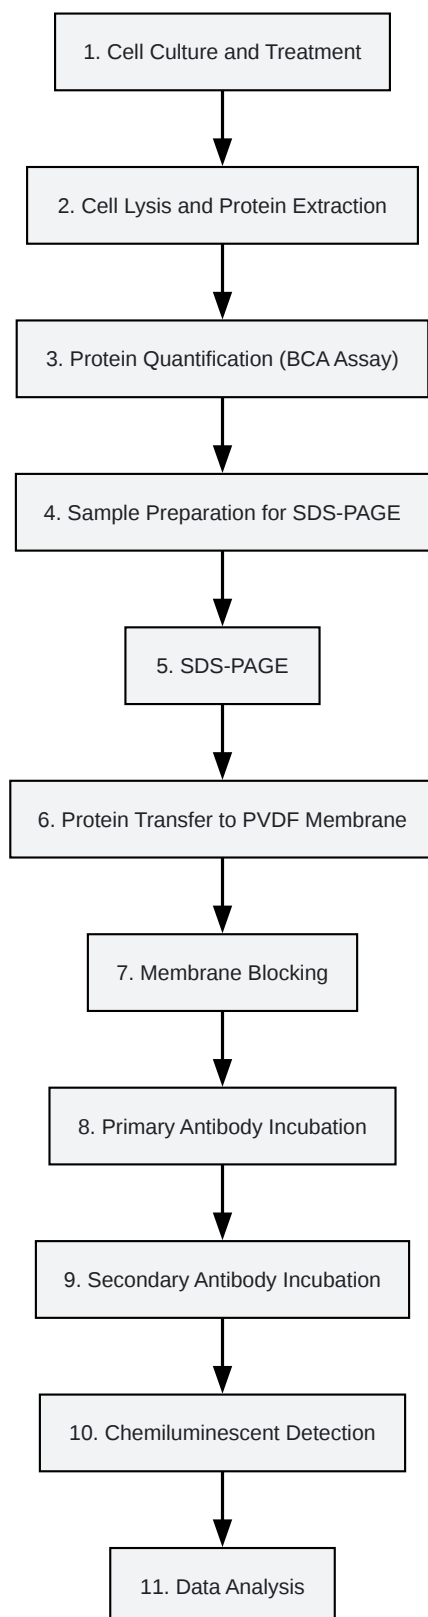 1. Cell Culture and Treatment
2. Cell Lysis and Protein Extraction
3. Protein Quantification (BCA Assay)
4. Sample Preparation for SDS-PAGE
5. SDS-PAGE
6. Protein Transfer to PVDF Membrane
7. Membrane Blocking
8. Primary Antibody Incubation
9. Secondary Antibody Incubation
10. Chemiluminescent Detection
11. Data Analysis